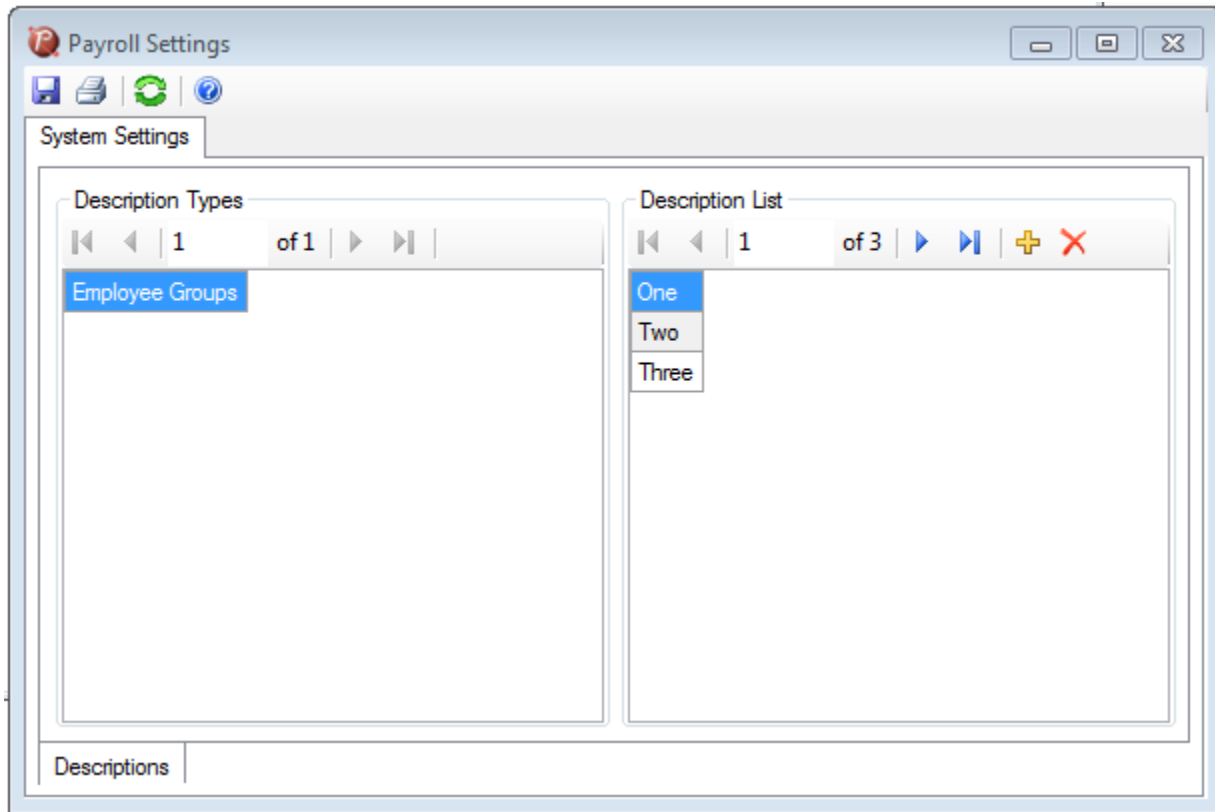 Payroll Settings
System Settings
Description Types
1 of 1
Employee Groups
Description List
1 of 3
One
Two
Three
Descriptions